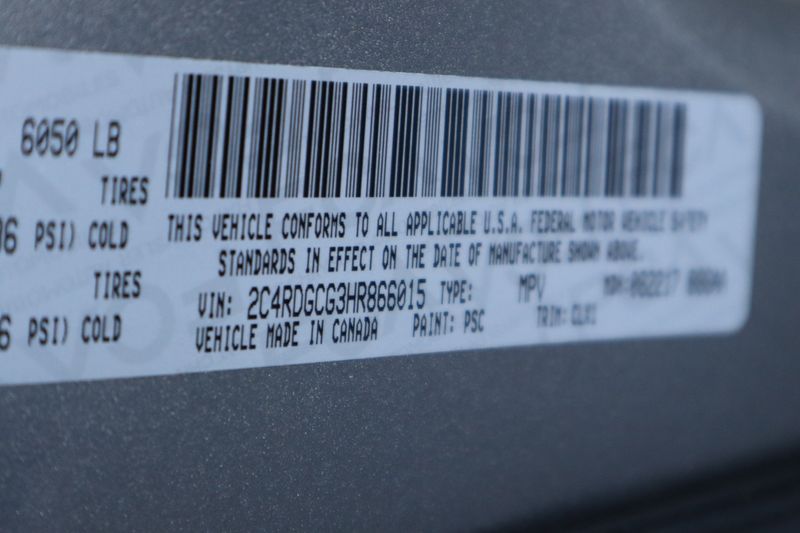 6050 LB
TIRES
PSI) COLD
TIRES
PSI) COLD
THIS VEHICLE CONFORMS TO ALL APPLICABLE U.S.A. FEDERAL MOTOR VEHICLE SAFETY
STANDARDS IN EFFECT ON THE DATE OF MANUFACTURE SHOWN ABOVE.
VIN: 2C4RDGCG3HR866015 TYPE: MPV MDH:
VEHICLE MADE IN CANADA PAINT: PSC TRIM: